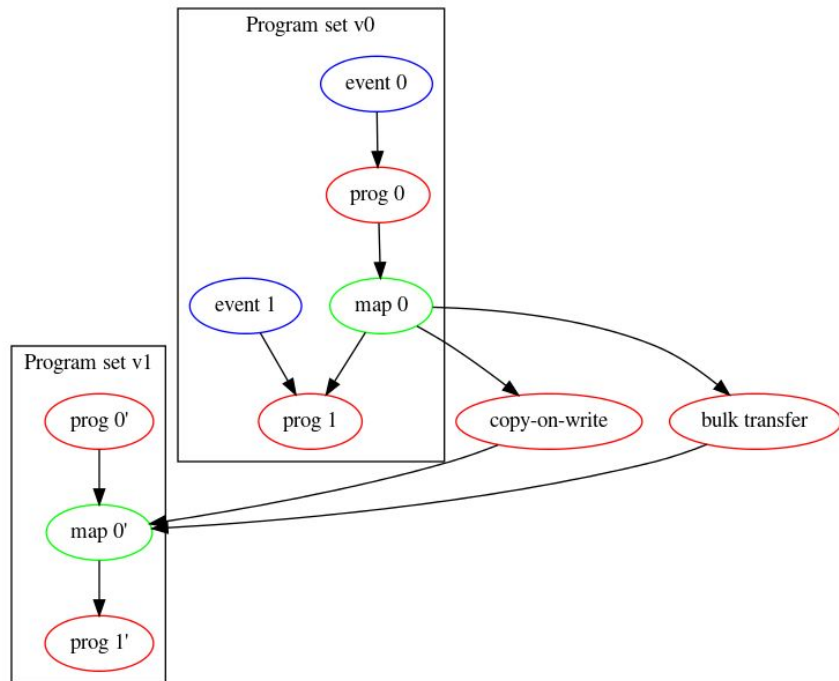 Program set v0
event 0
prog 0
event 1
map 0
prog 1
copy-on-write
bulk transfer
Program set v1
prog 0'
map 0'
prog 1'